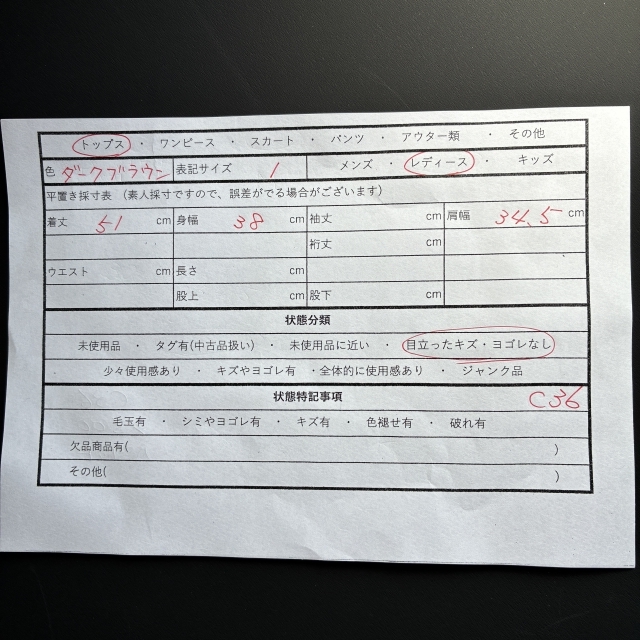 トップス ・ ワンピース ・ スカート ・ パンツ ・ アウター類 ・ その他
色 ダークブラウン 表記サイズ 1 メンズ ・ レディース ・ キッズ
平置き採寸表 (素人採寸ですので、誤差がでる場合がございます)
着丈 51 cm 身幅 38 cm 袖丈 cm 肩幅 34.5 cm
裄丈 cm
ウエスト cm 長さ cm
股上 cm 股下 cm
状態分類
未使用品 ・ タグ有(中古品扱い) ・ 未使用品に近い ・ 目立ったキズ・ヨゴレなし
少々使用感あり ・ キズやヨゴレ有 ・全体的に使用感あり ・ ジャンク品
状態特記事項 C36
毛玉有 ・ シミやヨゴレ有 ・ キズ有 ・ 色褪せ有 ・ 破れ有
欠品商品有( )
その他( )